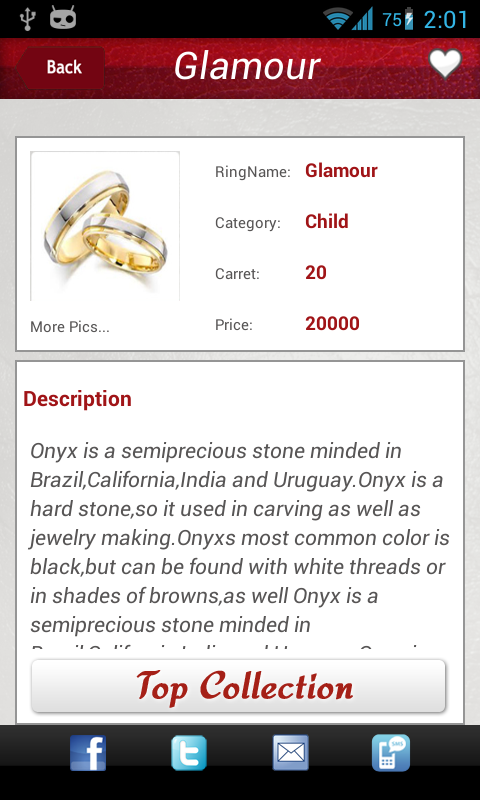 75 2:01
Back Glamour
RingName: Glamour
Category: Child
Carret: 20
Price: 20000
More Pics...
Description
Onyx is a semiprecious stone minded in
Brazil,California,India and Uruguay.Onyx is a
hard stone,so it used in carving as well as
jewelry making.Onyxs most common color is
black,but can be found with white threads or
in shades of browns,as well Onyx is a
semiprecious stone minded in
Top Collection
SMS